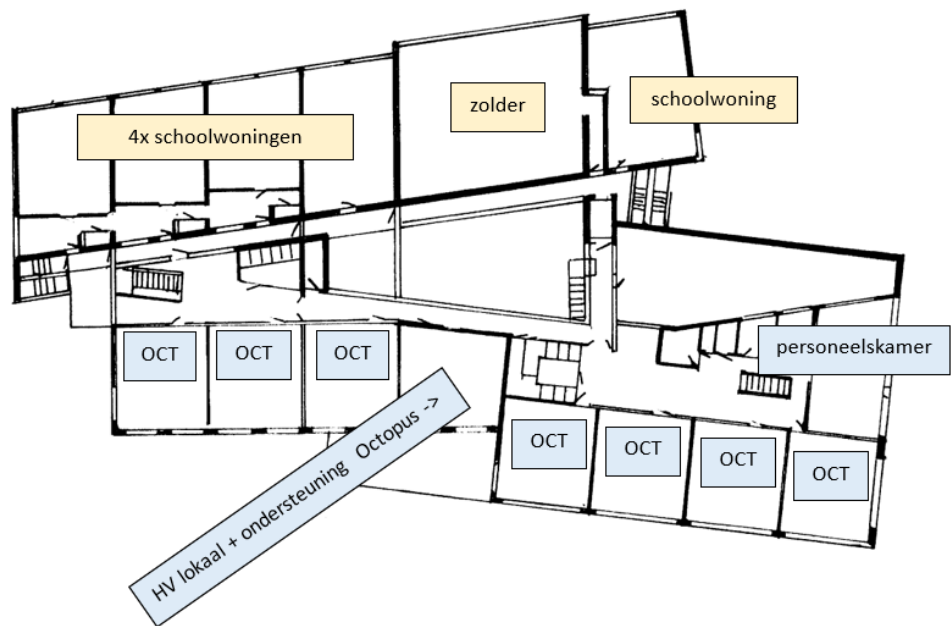 zolder
schoolwoning
4x schoolwoningen
OCT
OCT
OCT
personeelskamer
HV lokaal + ondersteuning Octopus ->
OCT
OCT
OCT
OCT